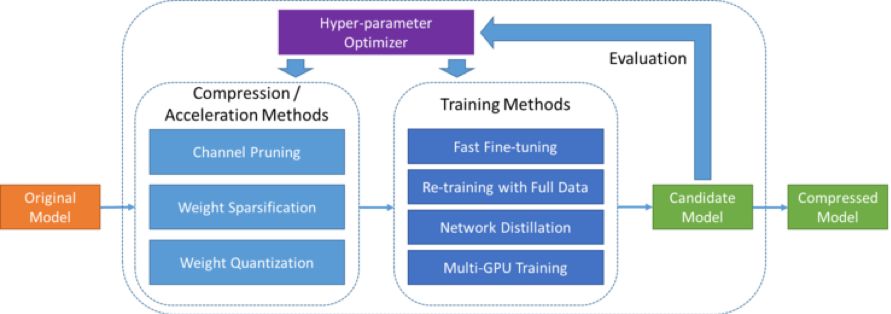 Hyper-parameter
Optimizer
Evaluation
Compression /
Acceleration Methods
Channel Pruning
Weight Sparsification
Weight Quantization
Training Methods
Fast Fine-tuning
Re-training with Full Data
Network Distillation
Multi-GPU Training
Original
Model
Candidate
Model
Compressed
Model